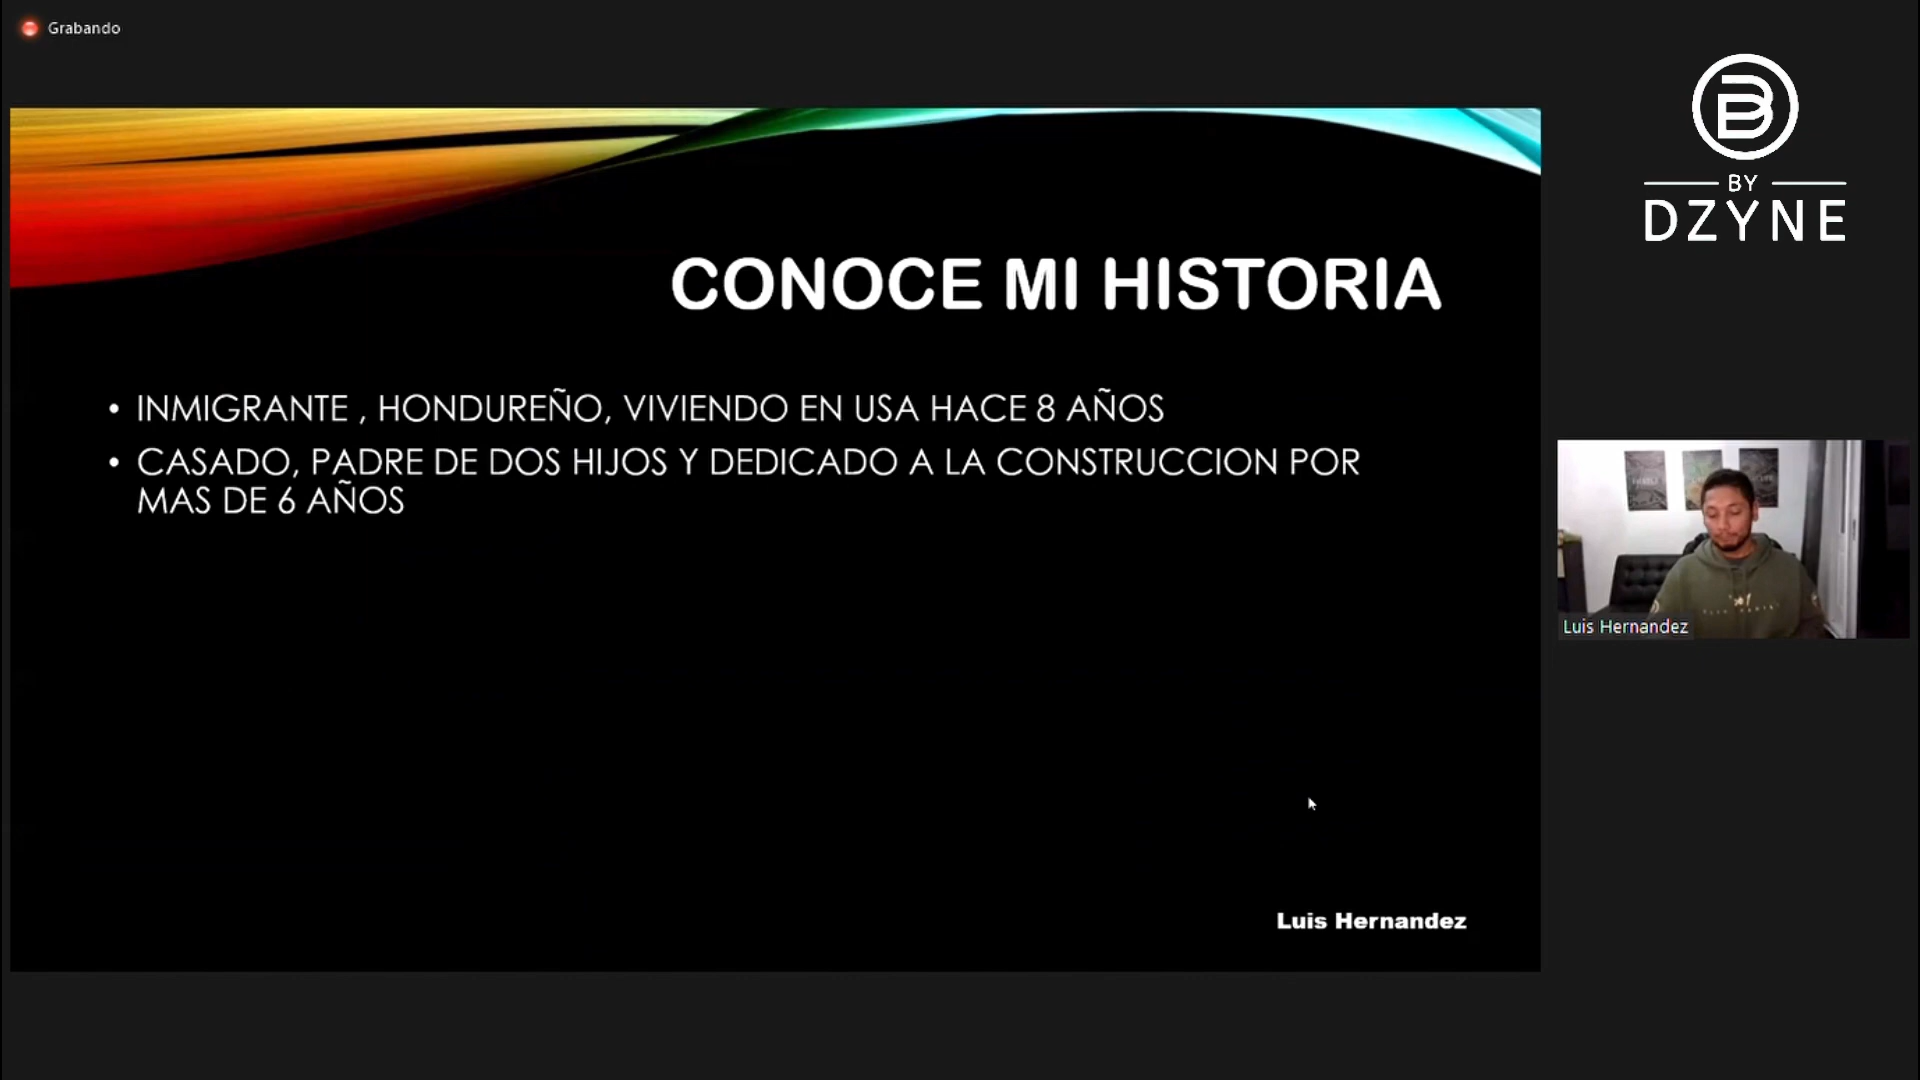 Grabando
BY
DZYNE
CONOCE MI HISTORIA
• INMIGRANTE , HONDUREÑO, VIVIENDO EN USA HACE 8 AÑOS
• CASADO, PADRE DE DOS HIJOS Y DEDICADO A LA CONSTRUCCION POR
MAS DE 6 AÑOS
Luis Hernandez
Luis Hernandez